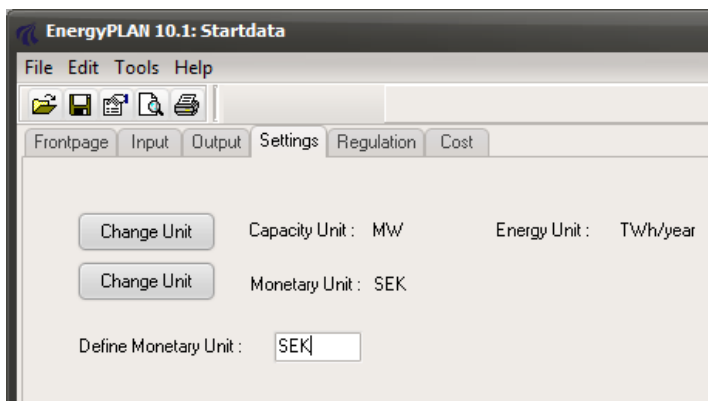 EnergyPLAN 10.1: Startdata
File Edit Tools Help
Frontpage Input Output Settings Regulation Cost
Change Unit Capacity Unit : MW Energy Unit : TWh/year
Change Unit Monetary Unit : SEK
Define Monetary Unit : SEK